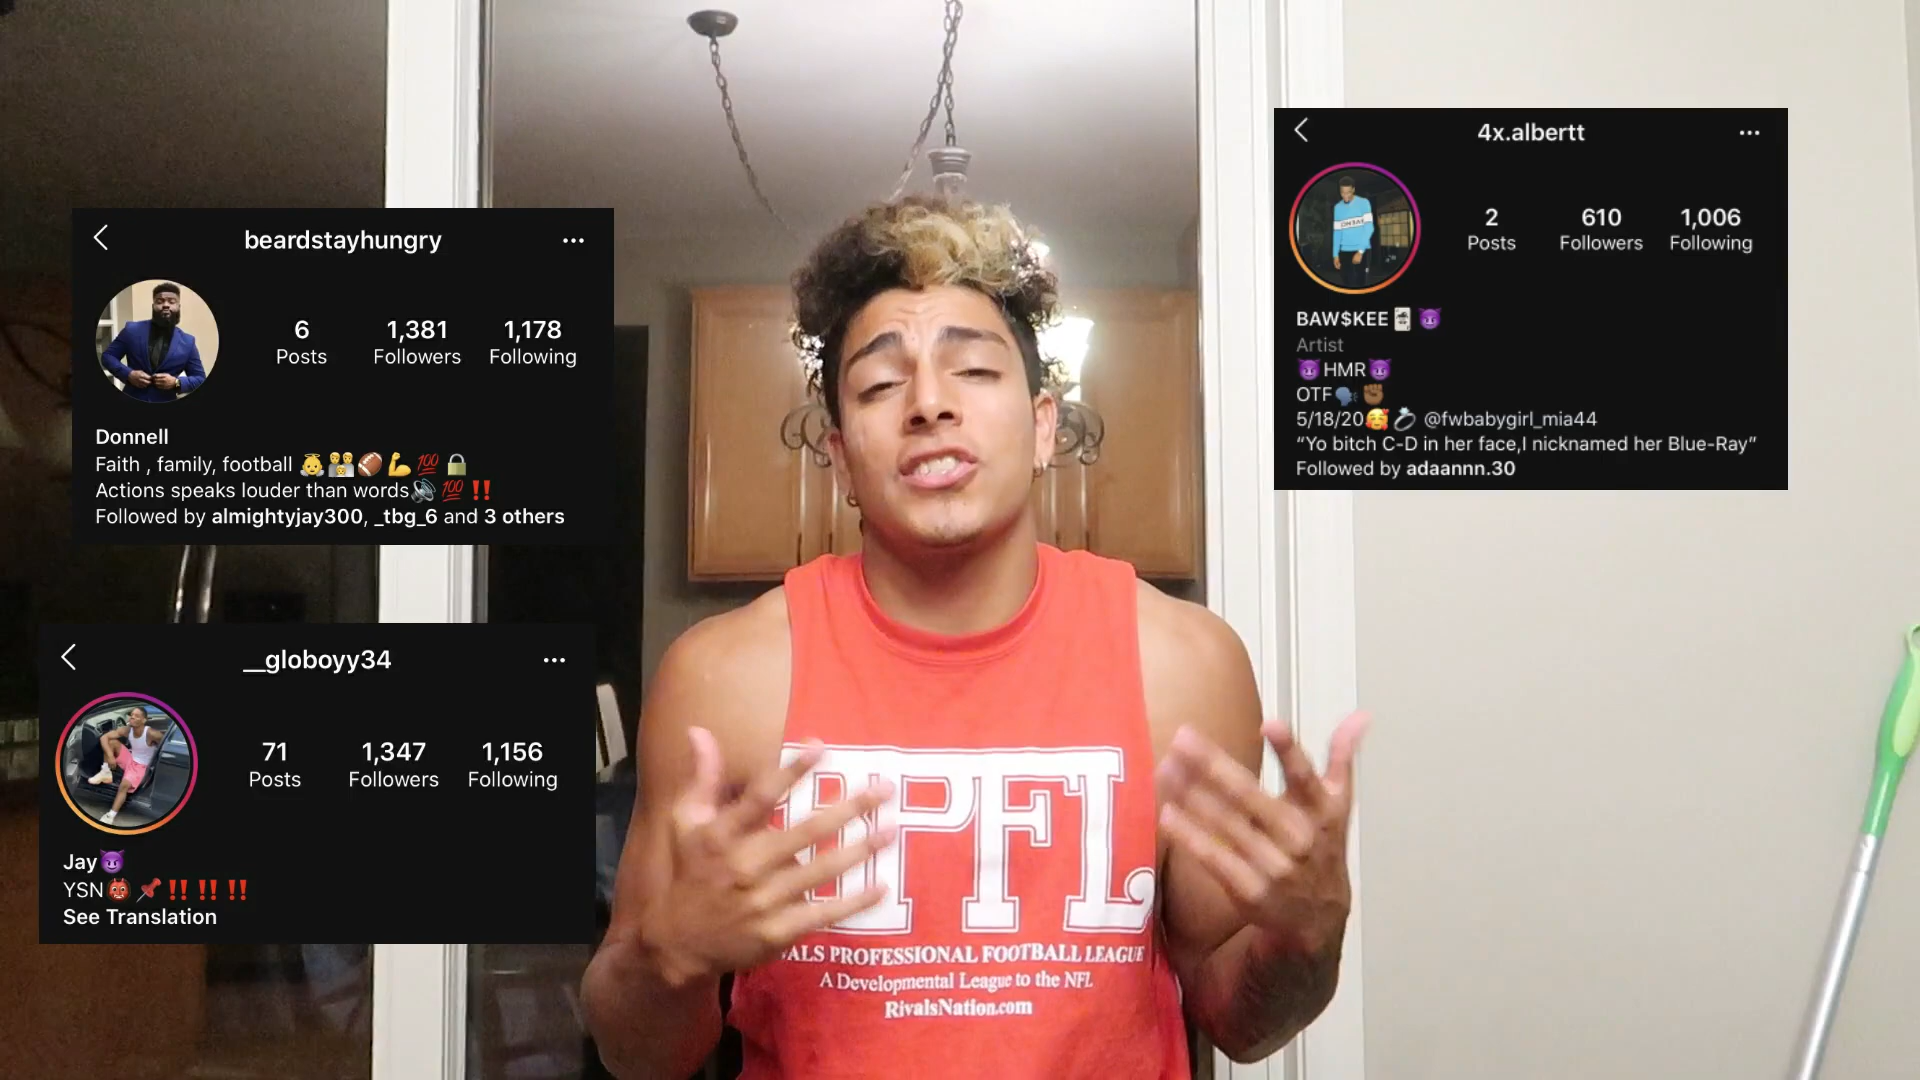 beardstayhungry
6
1,381
1,178
Posts
Followers
Following
Donnell
Faith , family, football 👼👨‍👩‍👦🏈💪💯🔒
Actions speaks louder than words🔊💯‼️
Followed by almightyjay300, _tbg_6 and 3 others
__globoyy34
71
1,347
1,156
Posts
Followers
Following
Jay😈
YSN👹📌‼️‼️‼️
See Translation
4x.albertt
2
610
1,006
Posts
Followers
Following
BAW$KEE🃏😈
Artist
😈HMR😈
OTF🗣✊🏾
5/18/20🥰💍 @fwbabygirl_mia44
“Yo bitch C-D in her face,I nicknamed her Blue-Ray”
Followed by adaannn.30
RPFL
PROFESSIONAL FOOTBALL LEAGUE
A Developmental League to the NFL
RivalsNation.com